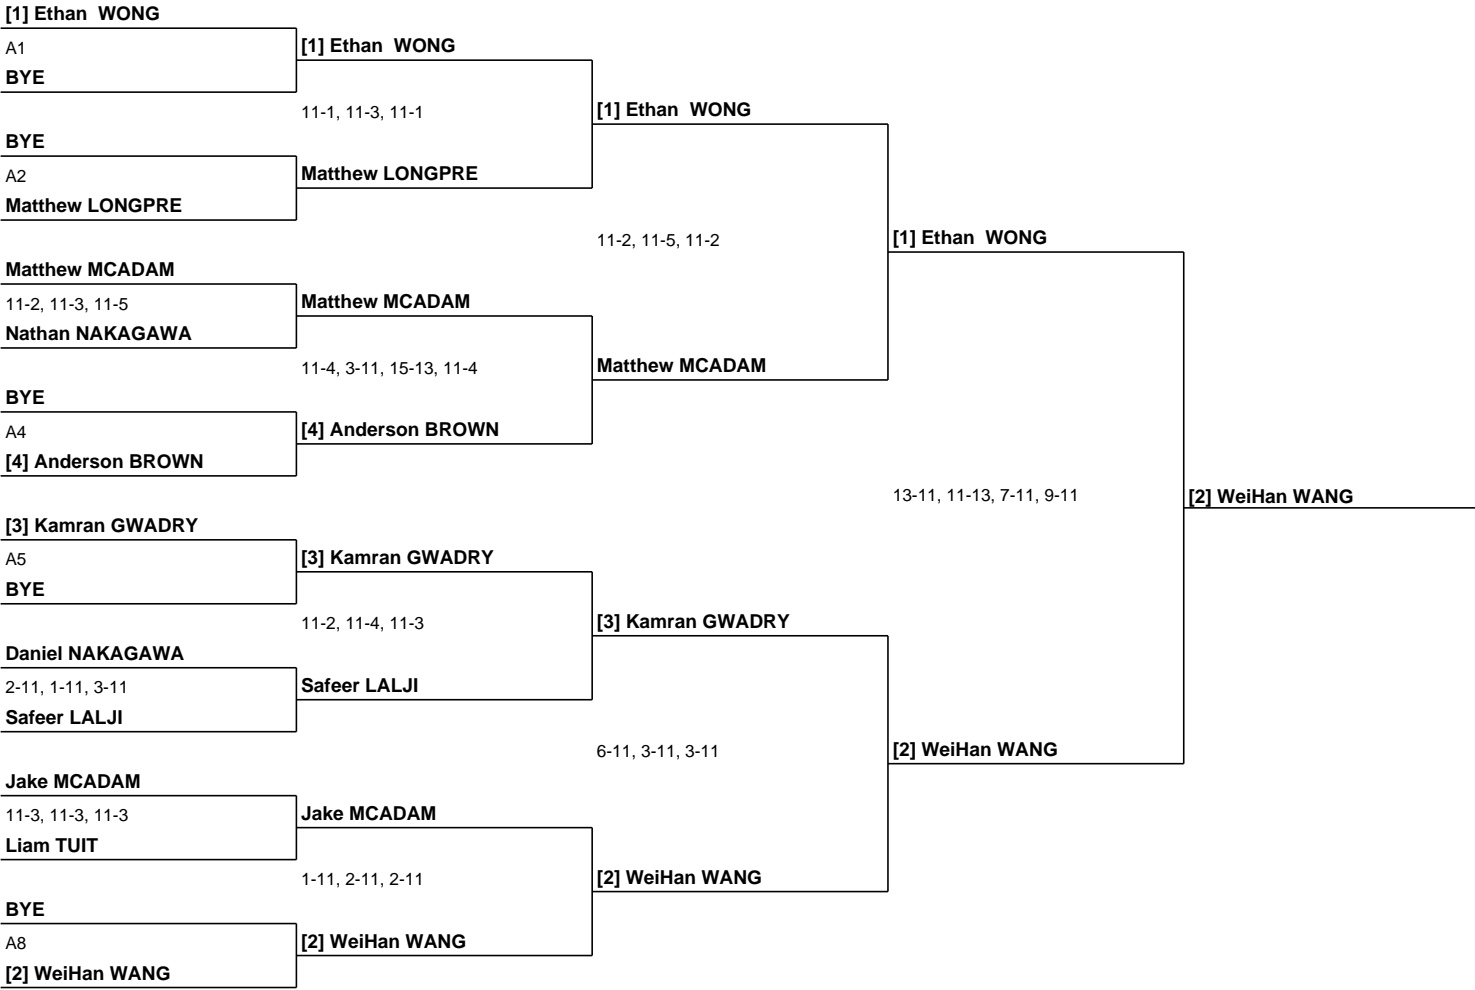 [1] Ethan  WONG
A1
BYE
BYE
A2
Matthew LONGPRE
Matthew MCADAM
11-2, 11-3, 11-5
Nathan NAKAGAWA
BYE
A4
[4] Anderson BROWN
[3] Kamran GWADRY
A5
BYE
Daniel NAKAGAWA
2-11, 1-11, 3-11
Safeer LALJI
Jake MCADAM
11-3, 11-3, 11-3
Liam TUIT
BYE
A8
[2] WeiHan WANG
[1] Ethan  WONG
11-1, 11-3, 11-1
Matthew LONGPRE
Matthew MCADAM
11-4, 3-11, 15-13, 11-4
[4] Anderson BROWN
[3] Kamran GWADRY
11-2, 11-4, 11-3
Safeer LALJI
Jake MCADAM
1-11, 2-11, 2-11
[2] WeiHan WANG
[1] Ethan  WONG
11-2, 11-5, 11-2
Matthew MCADAM
[3] Kamran GWADRY
6-11, 3-11, 3-11
[2] WeiHan WANG
[1] Ethan  WONG
13-11, 11-13, 7-11, 9-11
[2] WeiHan WANG
[2] WeiHan WANG